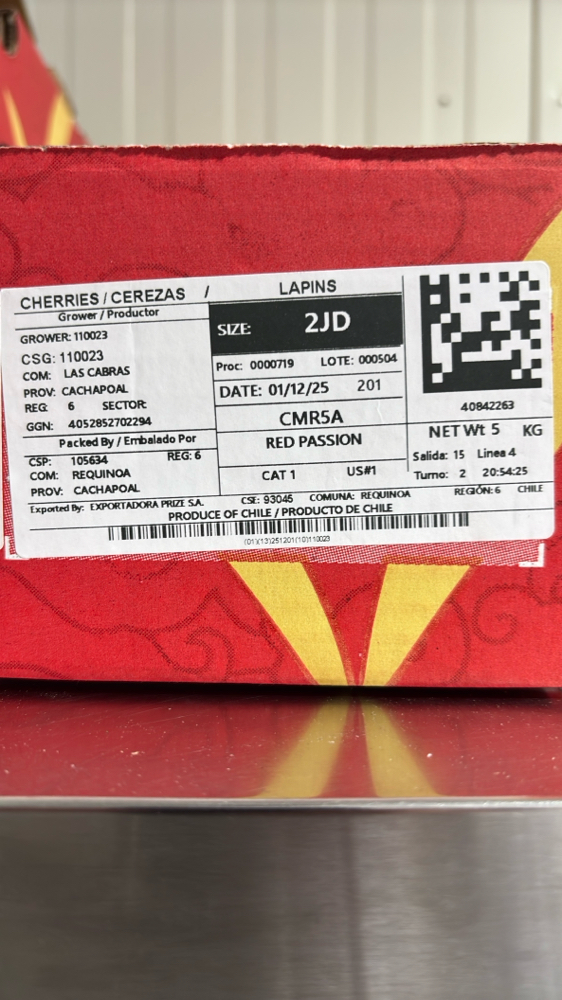 CHERRIES / CEREZAS / LAPINS
Grower / Productor
GROWER: 110023
CSG: 110023
COM: LAS CABRAS
PROV: CACHAPOAL
REG: 6 SECTOR:
GGN: 4052852702294
Packed By / Embalado Por
CSP: 105634 REG: 6
COM: REQUINOA
PROV: CACHAPOAL
SIZE: 2JD
Proc: 0000719 LOTE: 000504
DATE: 01/12/25 201
CMR5A
RED PASSION
CAT 1 US#1
40842263
NET Wt 5 KG
Salida: 15 Linea 4
Turno: 2 20:54:25
Exported By: EXPORTADORA PRIZE S.A. CSE: 93045 COMUNA: REQUINOA REGIÓN: 6 CHILE
PRODUCE OF CHILE / PRODUCTO DE CHILE